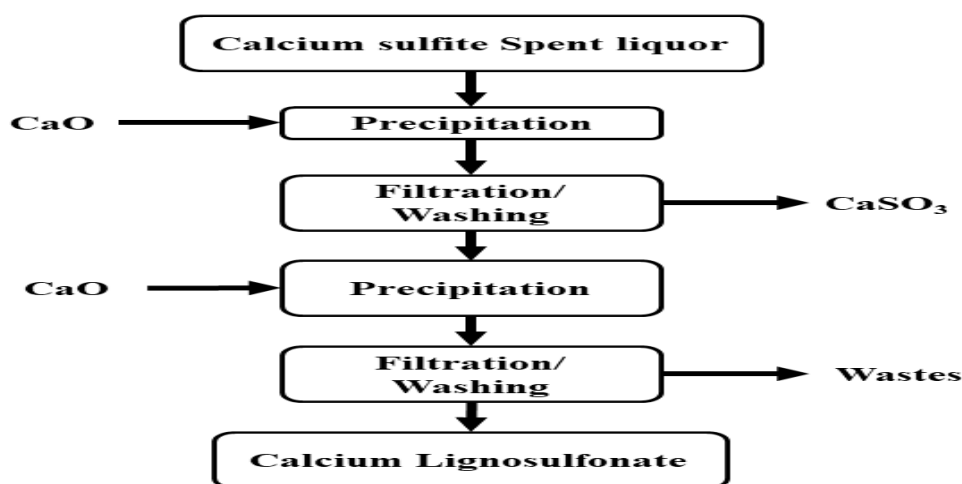 Calcium sulfite Spent liquor
CaO
Precipitation
Filtration/
Washing
CaSO₃
CaO
Precipitation
Filtration/
Washing
Wastes
Calcium Lignosulfonate